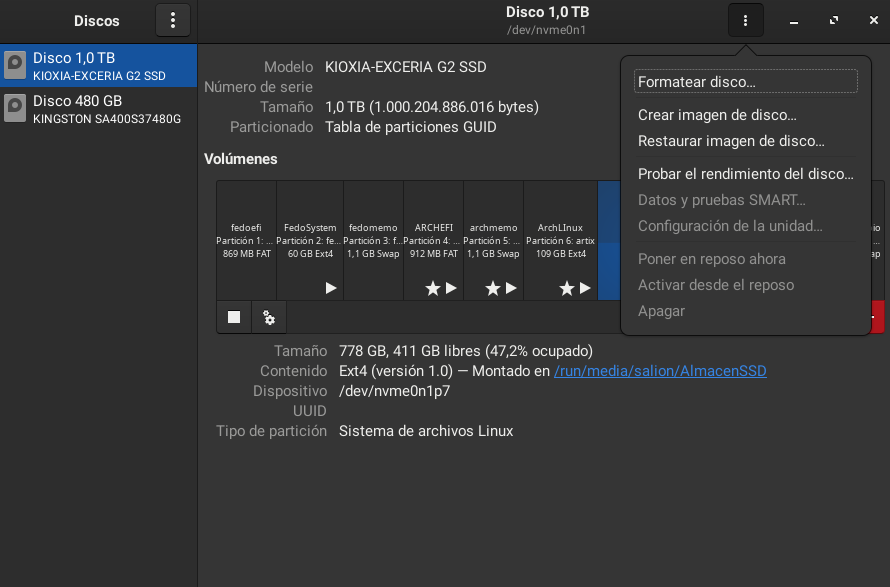 Discos
Disco 1,0 TB
/dev/nvme0n1
Disco 1,0 TB
KIOXIA-EXCERIA G2 SSD
Disco 480 GB
KINGSTON SA400S37480G
Modelo KIOXIA-EXCERIA G2 SSD
Número de serie
Tamaño 1,0 TB (1.000.204.886.016 bytes)
Particionado Tabla de particiones GUID
Volúmenes
fedoefi
Partición 1: …
869 MB FAT
FedoSystem
Partición 2: fe…
60 GB Ext4
fedomemo
Partición 3: f…
1,1 GB Swap
ARCHEFI
Partición 4: …
912 MB FAT
archmemo
Partición 5: …
1,1 GB Swap
ArchLInux
Partición 6: artix
109 GB Ext4
Formatear disco…
Crear imagen de disco…
Restaurar imagen de disco…
Probar el rendimiento del disco…
Datos y pruebas SMART…
Configuración de la unidad…
Poner en reposo ahora
Activar desde el reposo
Apagar
Tamaño 778 GB, 411 GB libres (47,2% ocupado)
Contenido Ext4 (versión 1.0) — Montado en /run/media/salion/AlmacenSSD
Dispositivo /dev/nvme0n1p7
UUID
Tipo de partición Sistema de archivos Linux